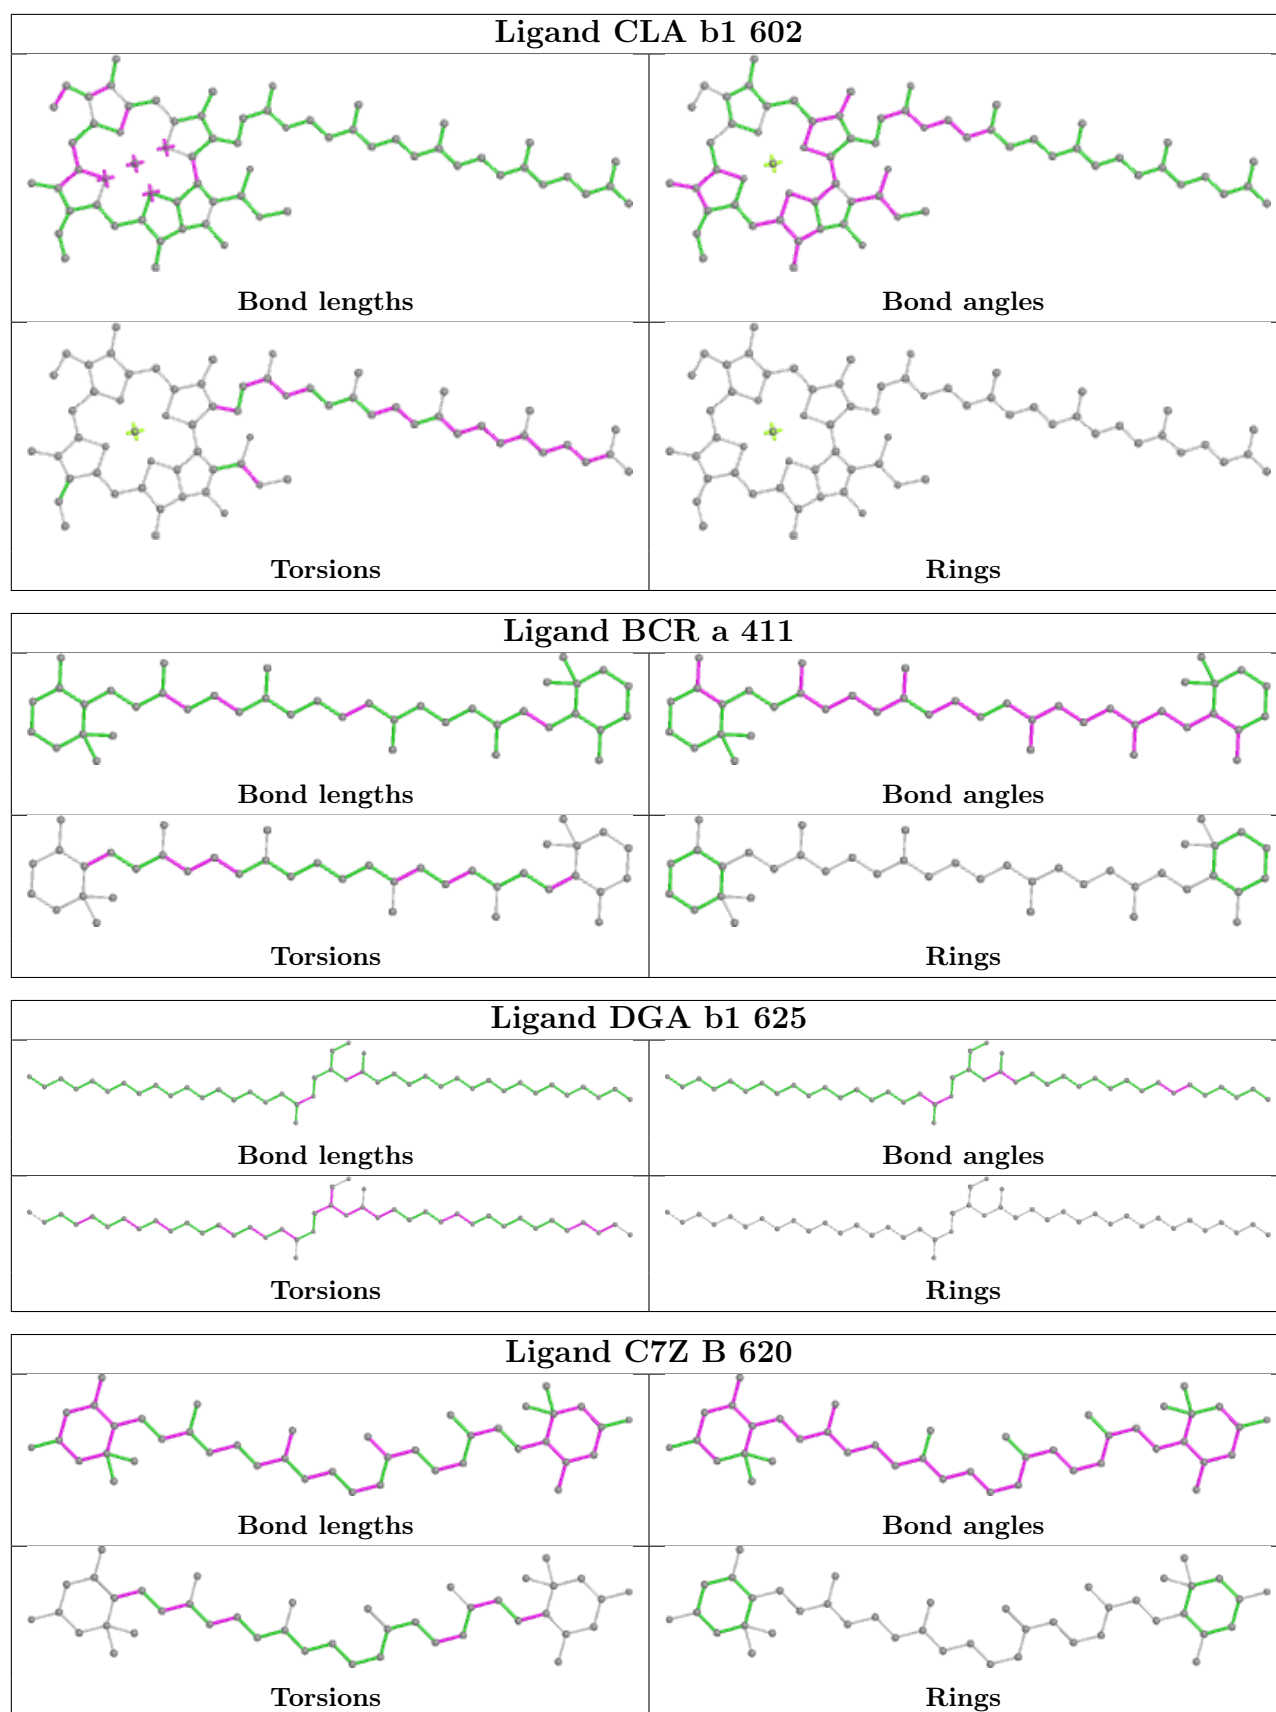 Ligand CLA b1 602
Bond lengths
Bond angles
Torsions
Rings
Ligand BCR a 411
Bond lengths
Bond angles
Torsions
Rings
Ligand DGA b1 625
Bond lengths
Bond angles
Torsions
Rings
Ligand C7Z B 620
Bond lengths
Bond angles
Torsions
Rings